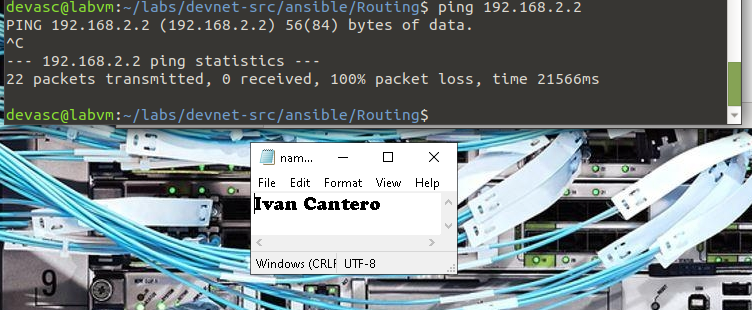 devasc@labvm:~/labs/devnet-src/ansible/Routing$ ping 192.168.2.2
PING 192.168.2.2 (192.168.2.2) 56(84) bytes of data.
^C
--- 192.168.2.2 ping statistics ---
22 packets transmitted, 0 received, 100% packet loss, time 21566ms
devasc@labvm:~/labs/devnet-src/ansible/Routing$
nam...
File Edit Format View Help
Ivan Cantero
Windows (CRLF
UTF-8
9